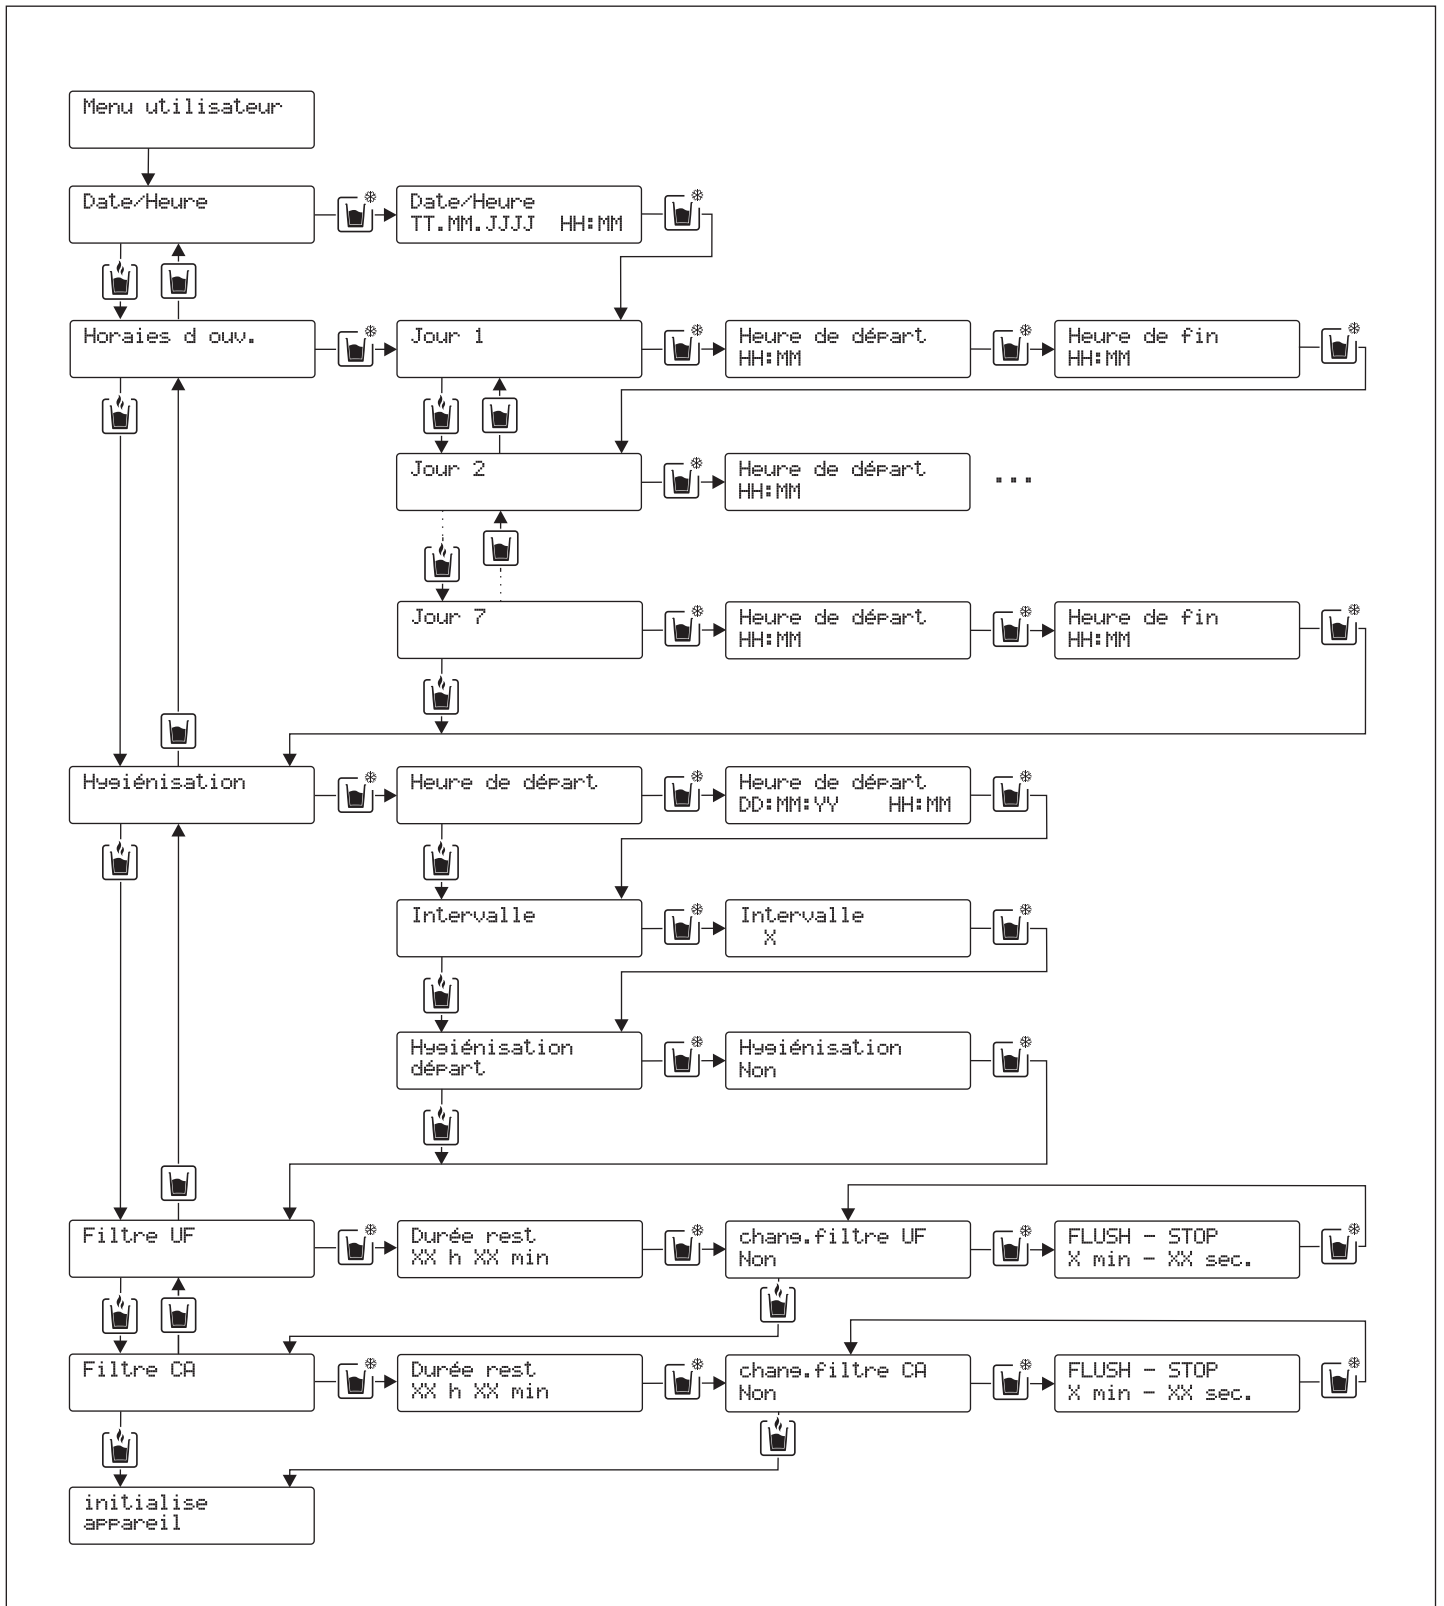 Menu utilisateur
Date/Heure
Date/Heure
TT.MM.JJJJ HH:MM
Horaies d ouv.
Jour 1
Heure de départ
HH:MM
Heure de fin
HH:MM
Jour 2
Heure de départ
HH:MM
...
Jour 7
Heure de départ
HH:MM
Heure de fin
HH:MM
Hygiénisation
Heure de départ
Heure de départ
DD:MM:YY HH:MM
Intervalle
Intervalle
X
Hygiénisation
départ
Hygiénisation
Non
Filtre UF
Durée rest
XX h XX min
chang.filtre UF
Non
FLUSH - STOP
X min - XX sec.
Filtre CA
Durée rest
XX h XX min
chang.filtre CA
Non
FLUSH - STOP
X min - XX sec.
initialise
appareil